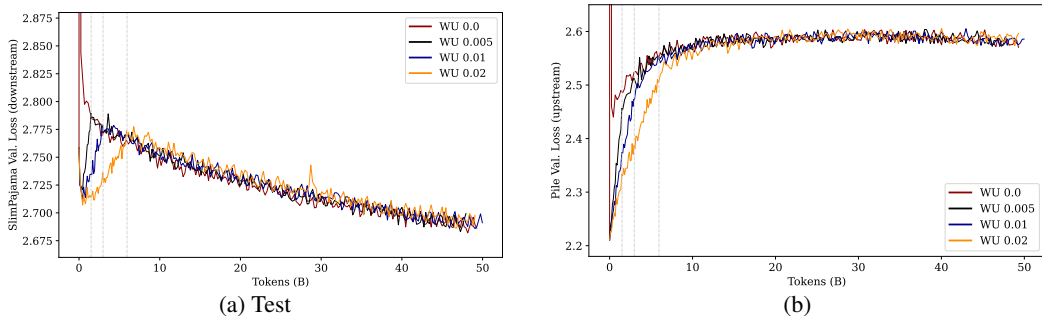 2.875
2.850
2.825
2.800
2.775
2.750
2.725
2.700
2.675
SlimPajama Val. Loss (downstream)
WU 0.0
WU 0.005
WU 0.01
WU 0.02
0
10
20
30
40
50
Tokens (B)
(a) Test
2.6
2.5
2.4
2.3
2.2
Pile Val. Loss (upstream)
WU 0.0
WU 0.005
WU 0.01
WU 0.02
0
10
20
30
40
50
Tokens (B)
(b)